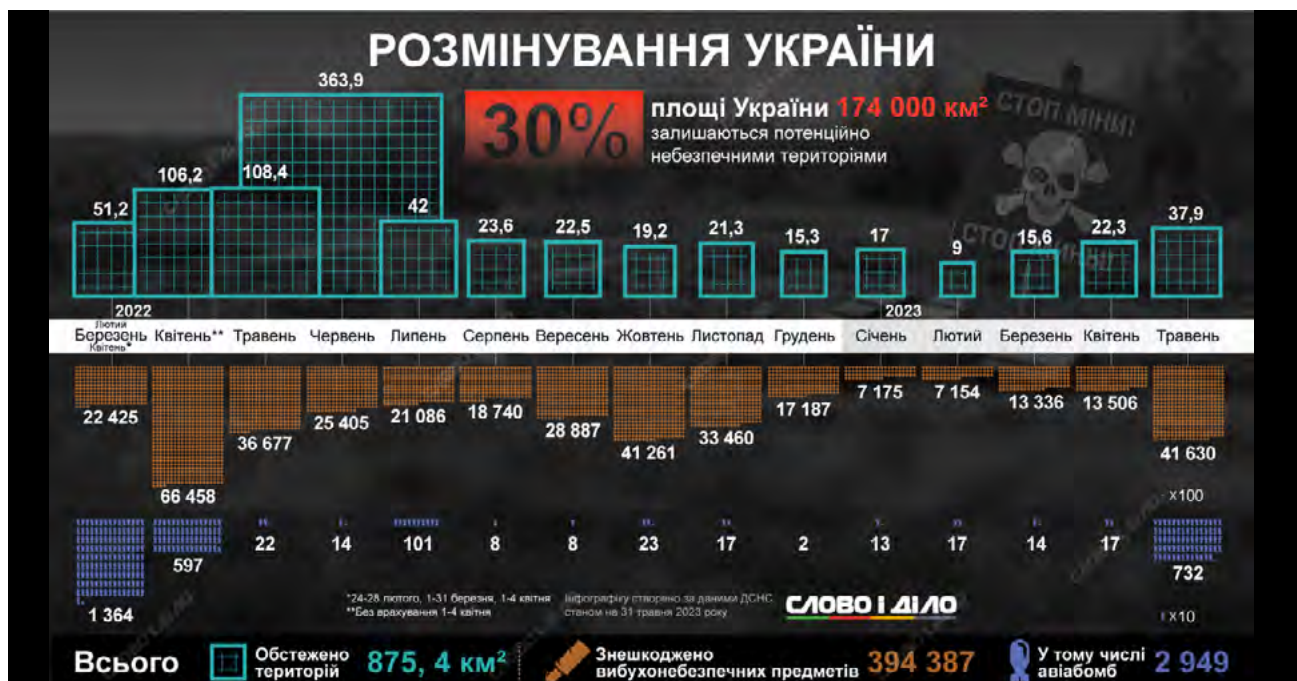 РОЗМІНУВАННЯ УКРАЇНИ
30%
площі України 174 000 км²
залишаються потенційно
небезпечними територіями
СТОП МІНИ!
СТОП МИНЫ!
51,2
106,2
108,4
363,9
42
23,6
22,5
19,2
21,3
15,3
17
9
15,6
22,3
37,9
2022
2023
Лютий
Березень
Квітень*
Квітень**
Травень
Червень
Липень
Серпень
Вересень
Жовтень
Листопад
Грудень
Січень
Лютий
Березень
Квітень
Травень
22 425
66 458
36 677
25 405
21 086
18 740
28 887
41 261
33 460
17 187
7 175
7 154
13 336
13 506
41 630
x100
1 364
597
22
14
101
8
8
23
17
2
13
17
14
17
732
x10
*24-28 лютого, 1-31 березня, 1-4 квітня
**Без врахування 1-4 квітня
Інфографіку створено за даними ДСНС
станом на 31 травня 2023 року
СЛОВО І ДІЛО
Всього
Обстежено
територій
875, 4 км²
Знешкоджено
вибухонебезпечних предметів
394 387
У тому числі
авіабомб
2 949